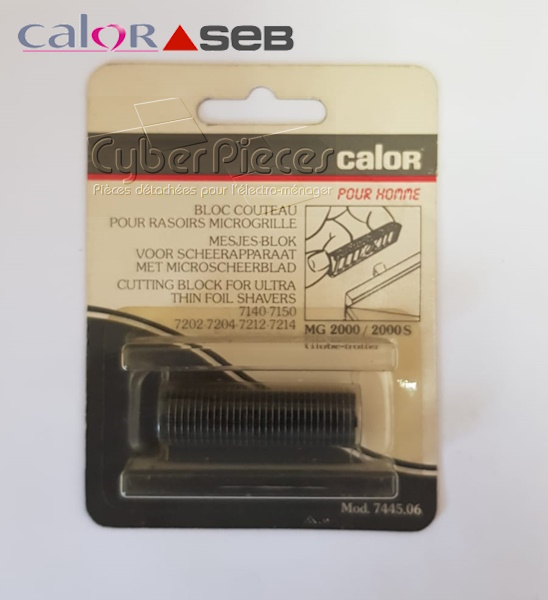 calor SEB
CyberPieces
Pièces détachées pour l'électro-ménager
calor
POUR HOMME
BLOC COUTEAU
POUR RASOIRS MICROGRILLE
MESJES-BLOK
VOOR SCHEERAPPARAAT
MET MICROSCHEERBLAD
CUTTING BLOCK FOR ULTRA
THIN FOIL SHAVERS
7140-7150
7202-7204-7212-7214
MG 2000/2000 S
Globe-trotter
Mod. 7445.06